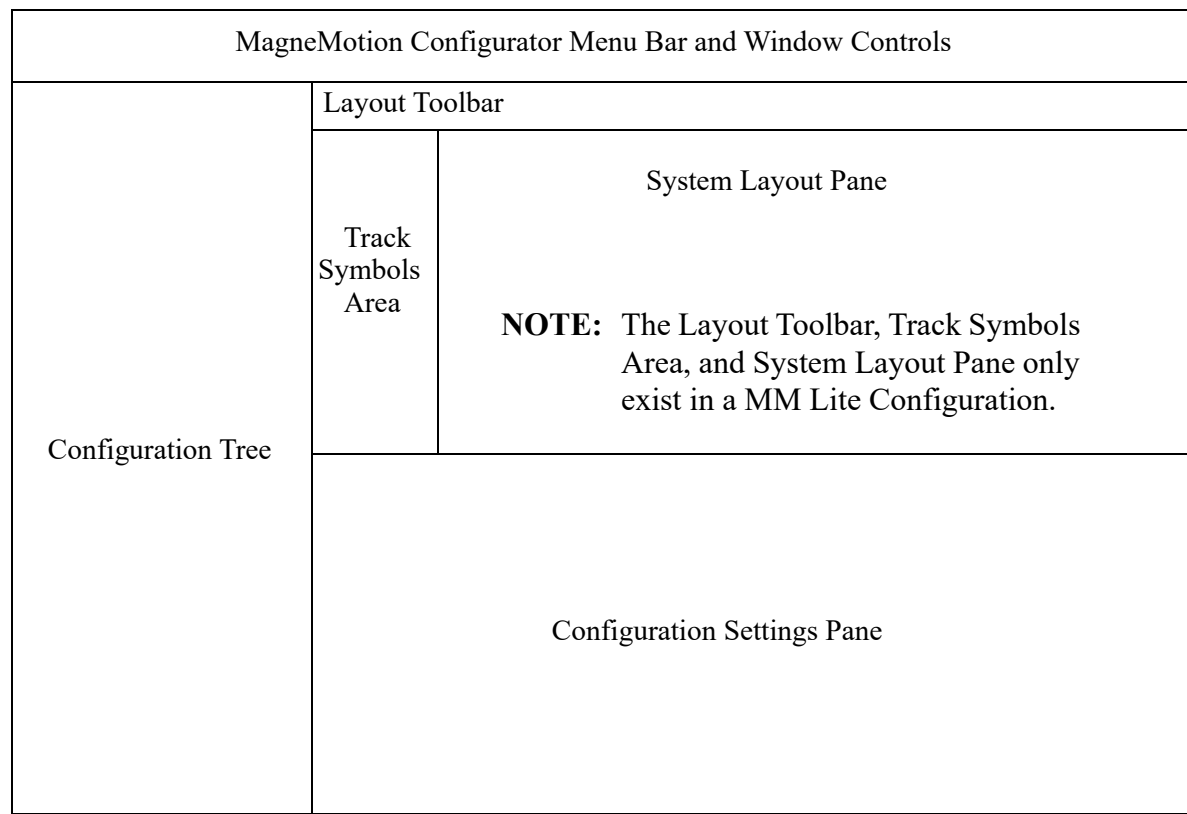 MagneMotion Configurator Menu Bar and Window Controls
Layout Toolbar
System Layout Pane
Track
Symbols
Area
NOTE: The Layout Toolbar, Track Symbols
Area, and System Layout Pane only
exist in a MM Lite Configuration.
Configuration Tree
Configuration Settings Pane